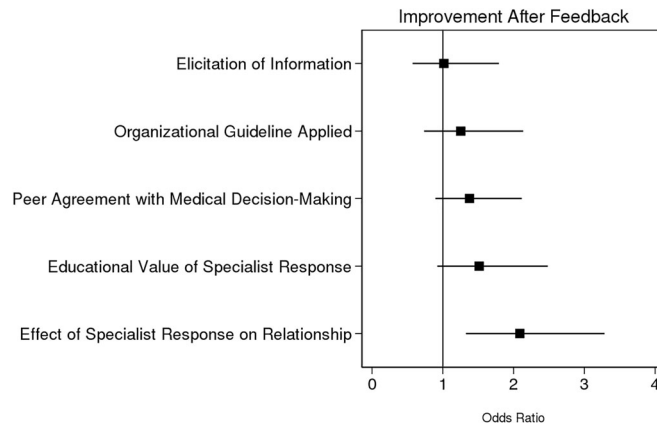 Improvement After Feedback
Elicitation of Information
Organizational Guideline Applied
Peer Agreement with Medical Decision-Making
Educational Value of Specialist Response
Effect of Specialist Response on Relationship
0 1 2 3 4
Odds Ratio